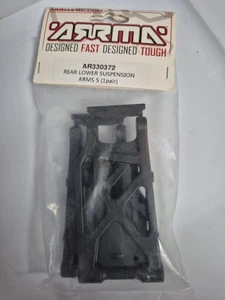 ARRMA
DESIGNED FAST DESIGNED TOUGH
AR330372
REAR LOWER SUSPENSION
ARMS S (1pair)